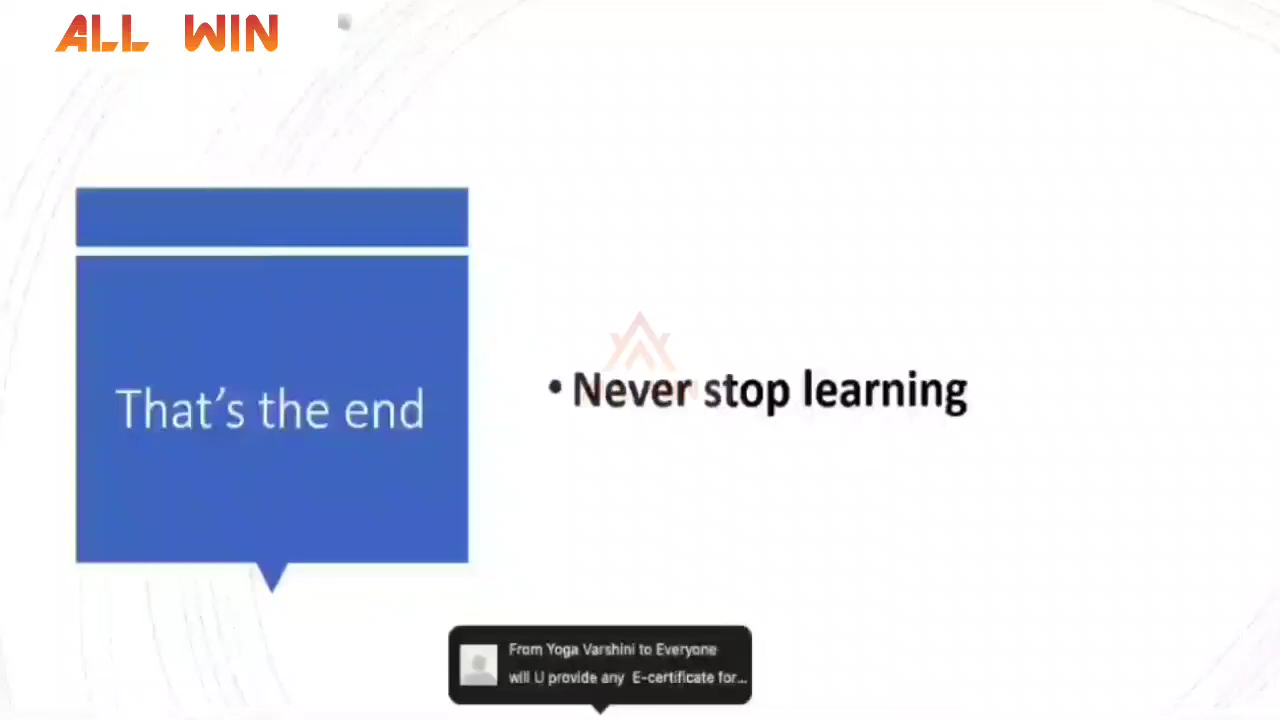 ALL WIN
That's the end
• Never stop learning
From Yoga Varshini to Everyone
will U provide any E-certificate for...